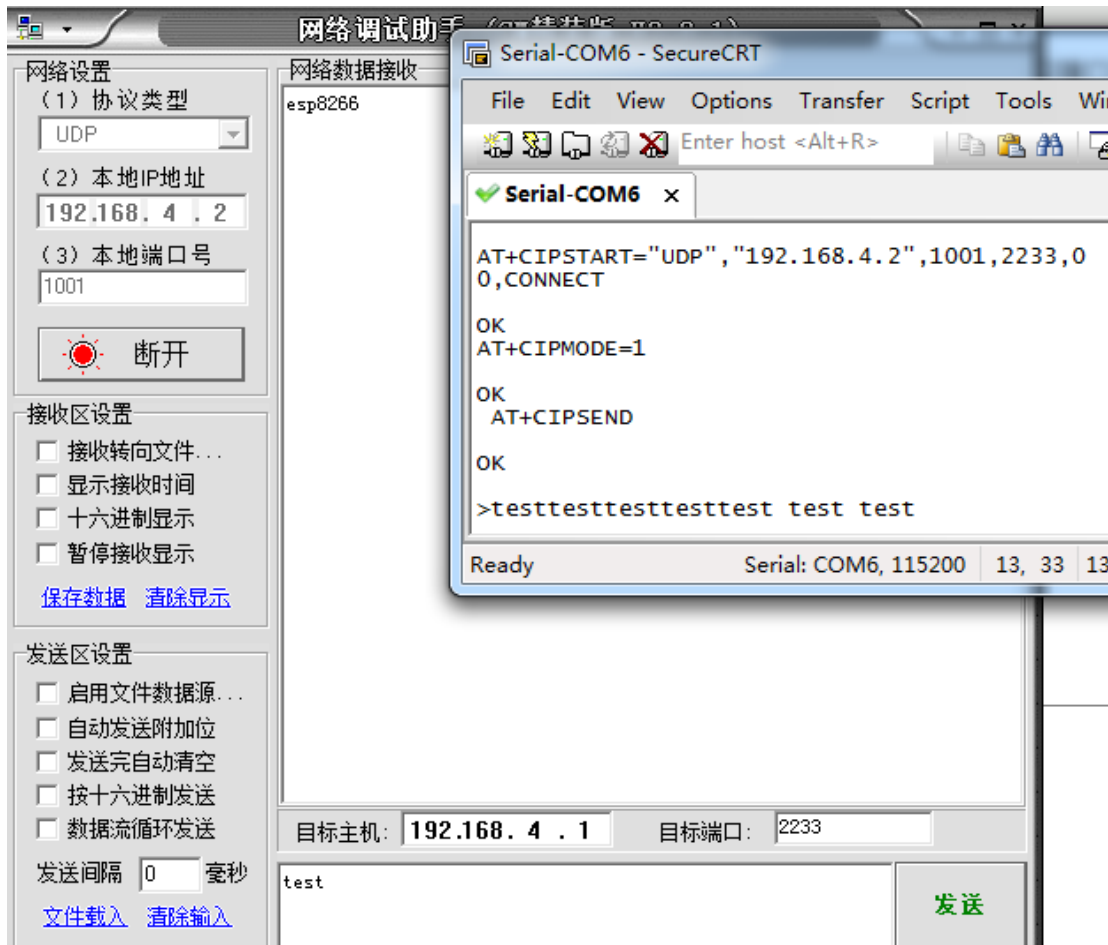 网络调试助手
网络设置
(1) 协议类型
UDP
(2) 本地IP地址
192.168. 4 . 2
(3) 本地端口号
1001
断开
接收区设置
接收转向文件...
显示接收时间
十六进制显示
暂停接收显示
保存数据 清除显示
发送区设置
启用文件数据源...
自动发送附加位
发送完自动清空
按十六进制发送
数据流循环发送
发送间隔 0 毫秒
文件载入 清除输入
网络数据接收
esp8266
Serial-COM6 - SecureCRT
File Edit View Options Transfer Script Tools
Enter host <Alt+R>
Serial-COM6 x
AT+CIPSTART="UDP","192.168.4.2",1001,2233,0
0,CONNECT
OK
AT+CIPMODE=1
OK
AT+CIPSEND
OK
>testtesttesttesttest test test
Ready Serial: COM6, 115200 13, 33 13
目标主机: 192.168. 4 . 1 目标端口: 2233
test
发送